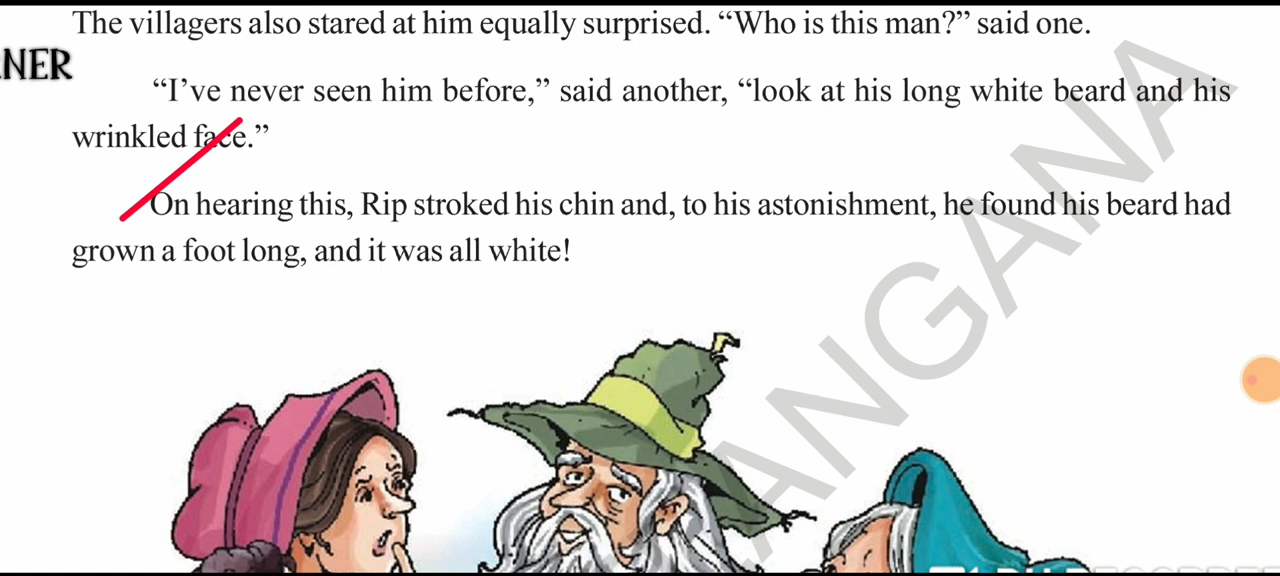 The villagers also stared at him equally surprised. “Who is this man?” said one.
NER
“I’ve never seen him before,” said another, “look at his long white beard and his
wrinkled face.”
On hearing this, Rip stroked his chin and, to his astonishment, he found his beard had
grown a foot long, and it was all white!
ANGANA